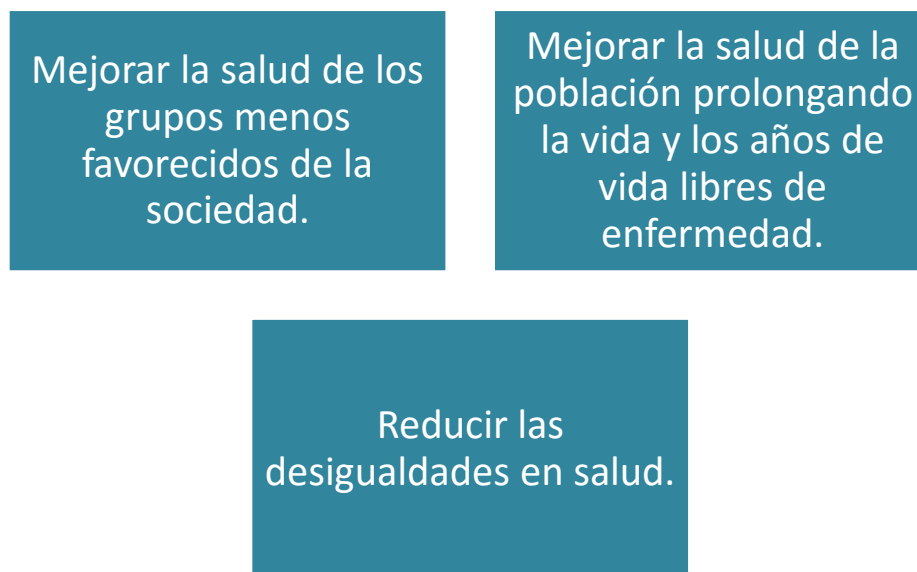 Mejorar la salud de los
grupos menos
favorecidos de la
sociedad.
Mejorar la salud de la
población prolongando
la vida y los años de
vida libres de
enfermedad.
Reducir las
desigualdades en salud.